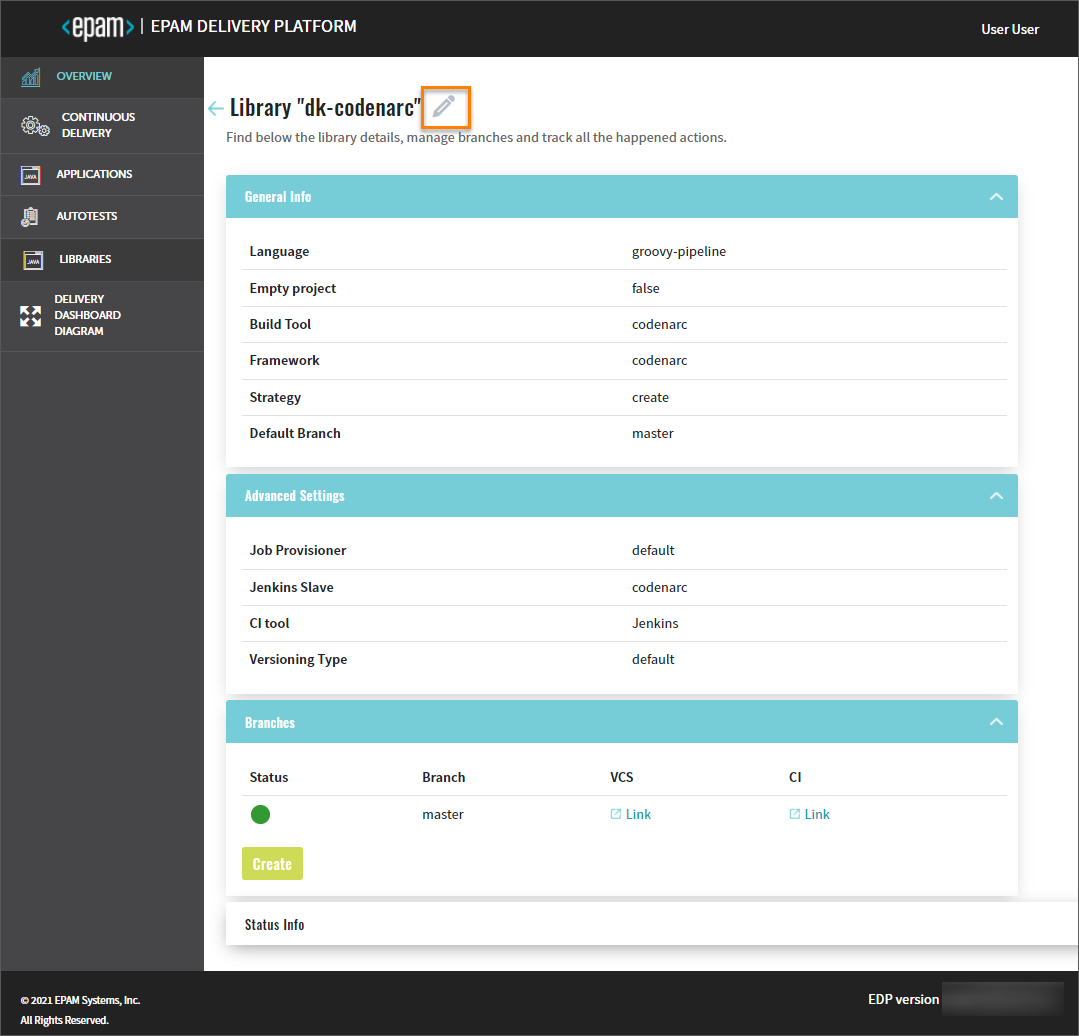 <epam> | EPAM DELIVERY PLATFORM
User User
OVERVIEW
CONTINUOUS
DELIVERY
JAVA APPLICATIONS
AUTOTESTS
JAVA LIBRARIES
DELIVERY
DASHBOARD
DIAGRAM
Library "dk-codenarc"
Find below the library details, manage branches and track all the happened actions.
General Info
Language groovy-pipeline
Empty project false
Build Tool codenarc
Framework codenarc
Strategy create
Default Branch master
Advanced Settings
Job Provisioner default
Jenkins Slave codenarc
CI tool Jenkins
Versioning Type default
Branches
Status Branch VCS CI
master Link Link
Create
Status Info
© 2021 EPAM Systems, Inc.
All Rights Reserved.
EDP version